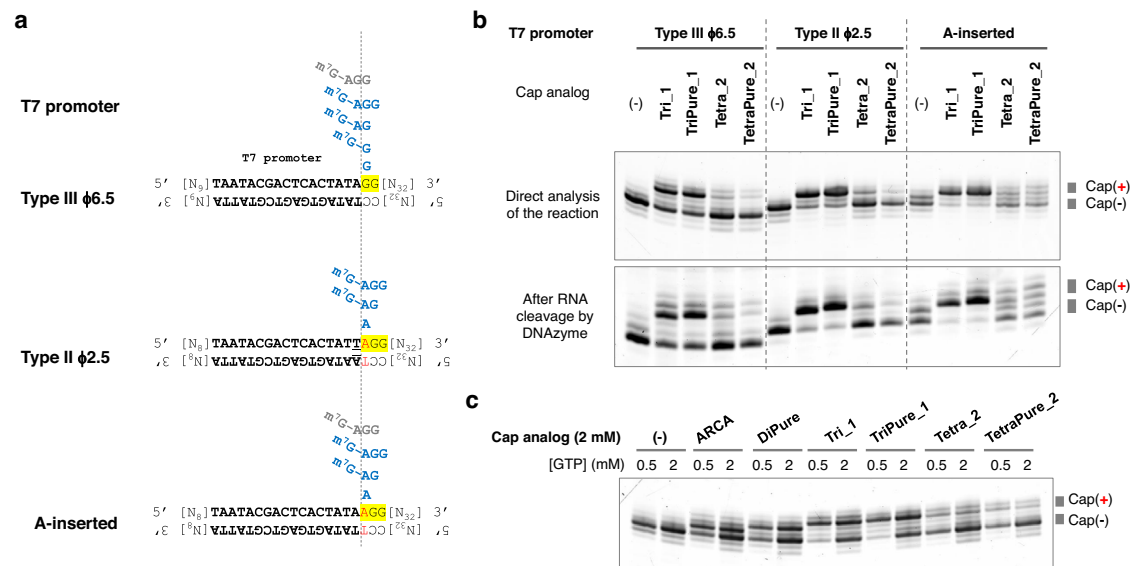 a
m⁷G-AGG
m⁷G-AGG
m⁷G-AG
m⁷G-G
G
T7 promoter
T7 promoter
Type III ϕ6.5
5′ [N₉]TAATACGACTCACTATAGG[N₃₂] 3′
3′ [N₉]ATTATGCTGAGTGATATCC[N₃₂] 5′
m⁷G-AGG
m⁷G-AG
A
Type II ϕ2.5
5′ [N₈]TAATACGACTCACTATTAGG[N₃₂] 3′
3′ [N₈]ATTATGCTGAGTGATAATCC[N₃₂] 5′
m⁷G-AGG
m⁷G-AGG
m⁷G-AG
A
A-inserted
5′ [N₈]TAATACGACTCACTATAAGG[N₃₂] 3′
3′ [N₈]ATTATGCTGAGTGATATTCC[N₃₂] 5′
b
T7 promoter Type III ϕ6.5 Type II ϕ2.5 A-inserted
Cap analog (-) Tri_1 TriPure_1 Tetra_2 TetraPure_2 (-) Tri_1 TriPure_1 Tetra_2 TetraPure_2 (-) Tri_1 TriPure_1 Tetra_2 TetraPure_2
Direct analysis
of the reaction
Cap(+)
Cap(-)
After RNA
cleavage by
DNAzyme
Cap(+)
Cap(-)
c
Cap analog (2 mM) (-) ARCA DiPure Tri_1 TriPure_1 Tetra_2 TetraPure_2
[GTP] (mM) 0.5 2 0.5 2 0.5 2 0.5 2 0.5 2 0.5 2 0.5 2
Cap(+)
Cap(-)